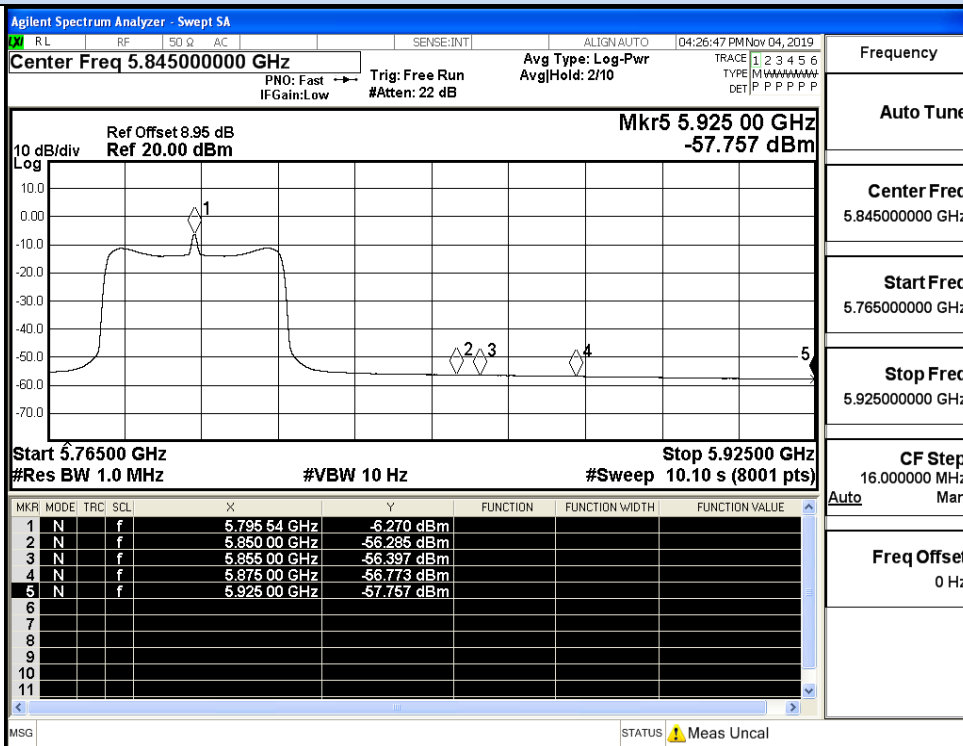 Agilent Spectrum Analyzer - Swept SA
LXI RL RF 50 Ω AC SENSE:INT ALIGN AUTO 04:26:47 PM Nov 04, 2019
Center Freq 5.845000000 GHz
PNO: Fast
IFGain:Low
Trig: Free Run
#Atten: 22 dB
Avg Type: Log-Pwr
Avg|Hold: 2/10
TRACE 1 2 3 4 5 6
TYPE M WWWWW
DET P P P P P P
Mkr5 5.925 00 GHz
-57.757 dBm
Ref Offset 8.95 dB
10 dB/div Ref 20.00 dBm
Log
10.0
0.00
-10.0
-20.0
-30.0
-40.0
-50.0
-60.0
-70.0
1
2
3
4
5
Start 5.76500 GHz Stop 5.92500 GHz
#Res BW 1.0 MHz #VBW 10 Hz #Sweep 10.10 s (8001 pts)
MKR MODE TRC SCL X Y FUNCTION FUNCTION WIDTH FUNCTION VALUE
1 N f 5.795 54 GHz -6.270 dBm
2 N f 5.850 00 GHz -56.285 dBm
3 N f 5.855 00 GHz -56.397 dBm
4 N f 5.875 00 GHz -56.773 dBm
5 N f 5.925 00 GHz -57.757 dBm
6
7
8
9
10
11
MSG STATUS Meas Uncal
Frequency
Auto Tune
Center Freq
5.845000000 GHz
Start Freq
5.765000000 GHz
Stop Freq
5.925000000 GHz
CF Step
16.000000 MHz
Auto Man
Freq Offset
0 Hz